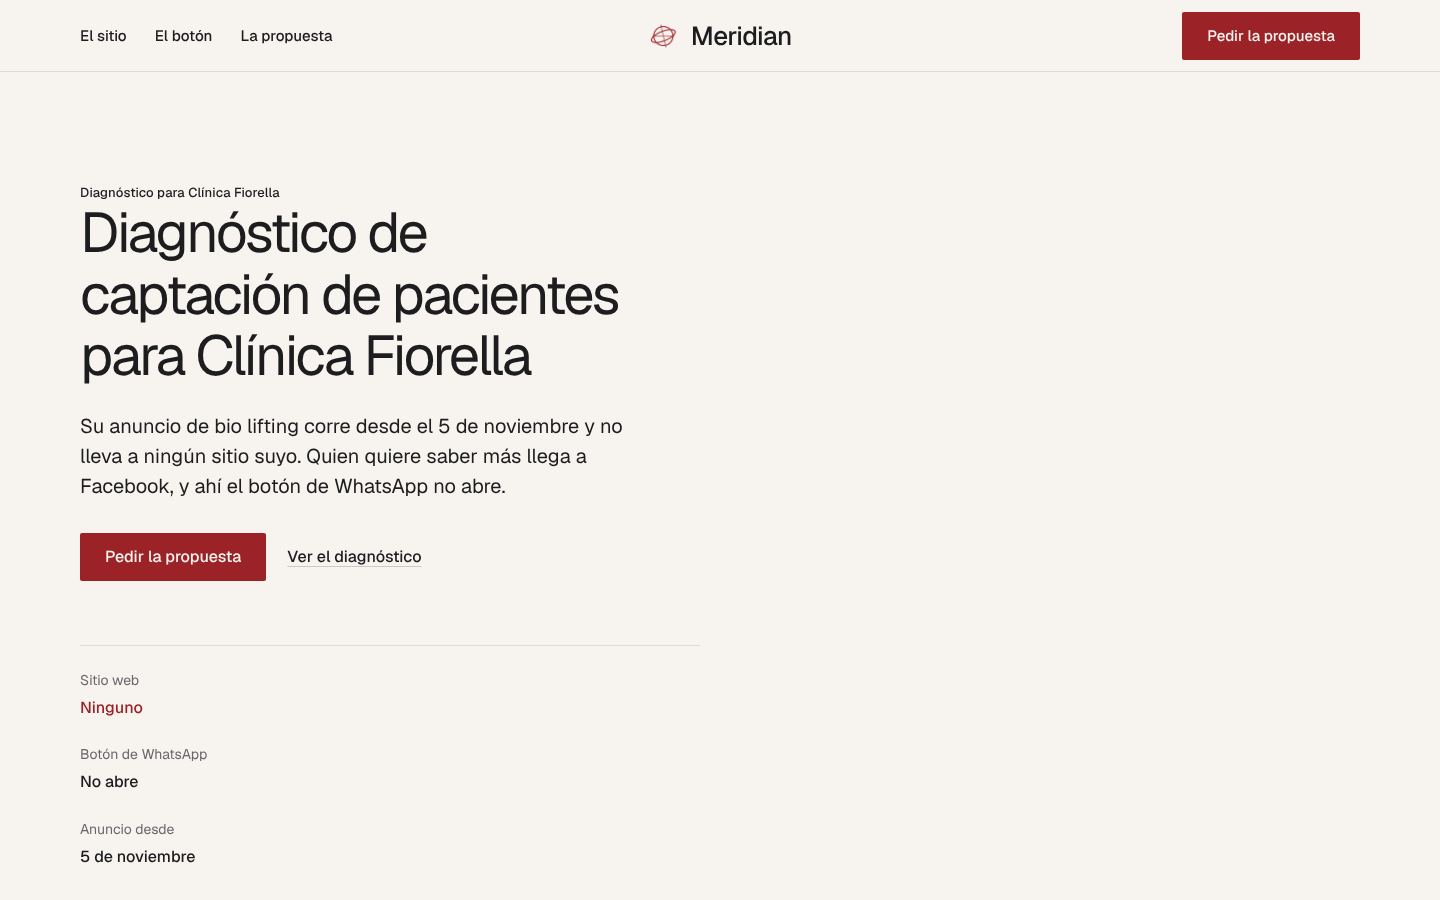 El sitio
El botón
La propuesta
Meridian
Pedir la propuesta
Diagnóstico para Clínica Fiorella
Diagnóstico de
captación de pacientes
para Clínica Fiorella
Su anuncio de bio lifting corre desde el 5 de noviembre y no
lleva a ningún sitio suyo. Quien quiere saber más llega a
Facebook, y ahí el botón de WhatsApp no abre.
Pedir la propuesta
Ver el diagnóstico
Sitio web
Ninguno
Botón de WhatsApp
No abre
Anuncio desde
5 de noviembre